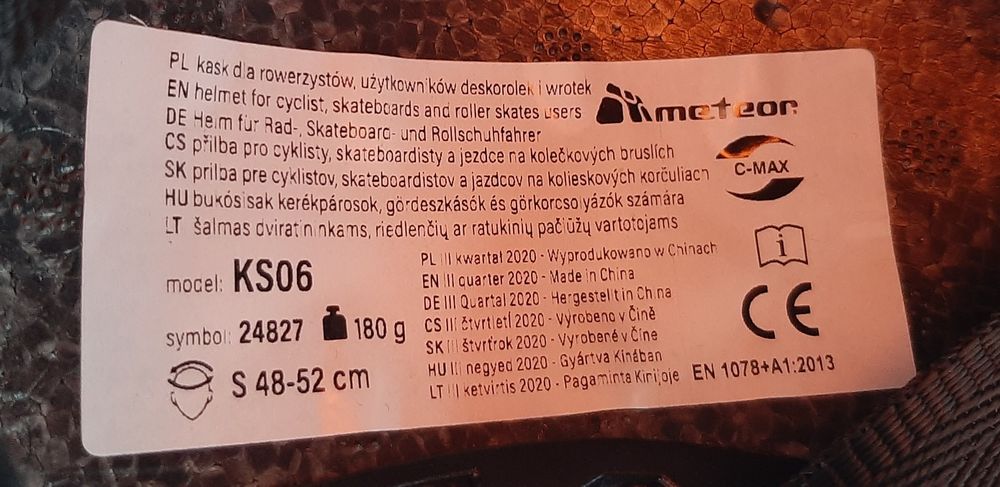 PL kask dla rowerzystów, użytkowników deskorolek i wrotek
EN helmet for cyclist, skateboards and roller skates users
DE Helm für Rad-, Skateboard- und Rollschuhfahrer
CS přilba pro cyklisty, skateboardisty a jezdce na kolečkových bruslích
SK prilba pre cyklistov, skateboardistov a jazdcov na kolieskových korčuliach
HU bukósisak kerékpárosok, gördeszkások és görkorcsolyázók számára
LT šalmas dviratininkams, riedlenčių ar ratukinių pačiūžų vartotojams
meteor
C-MAX
model: KS06
symbol: 24827 180 g
S 48-52 cm
PL III kwartał 2020 - Wyprodukowano w Chinach
EN III quarter 2020 - Made in China
DE III Quartal 2020 - Hergestellt in China
CS III čtvrtletí 2020 - Vyrobeno v Číně
SK III štvrťrok 2020 - Vyrobené v Číne
HU III negyed 2020 - Gyártva Kínában
LT III ketvirtis 2020 - Pagaminta Kinijoje
i
CE
EN 1078+A1:2013